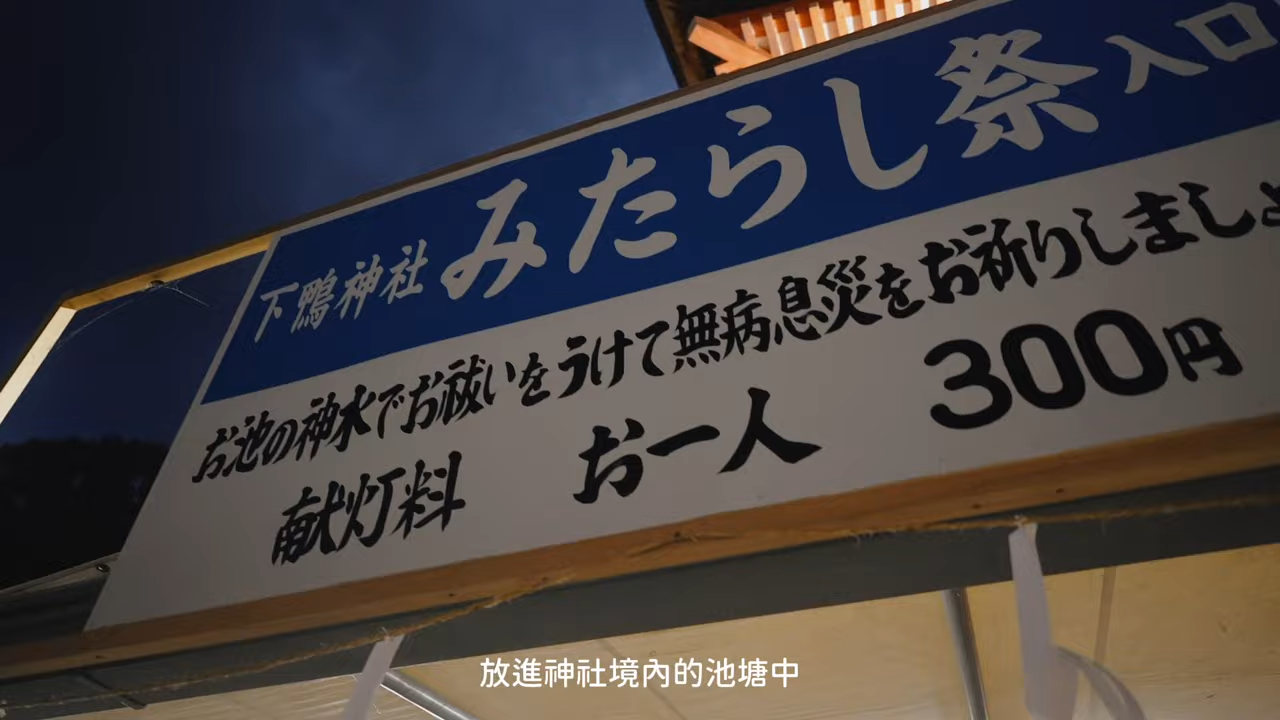 下鴨神社 みたらし祭 入口
お池の神水でお祓いをうけて無病息災をお祈りしましょ
献灯料 お一人 300円
放進神社境內的池塘中